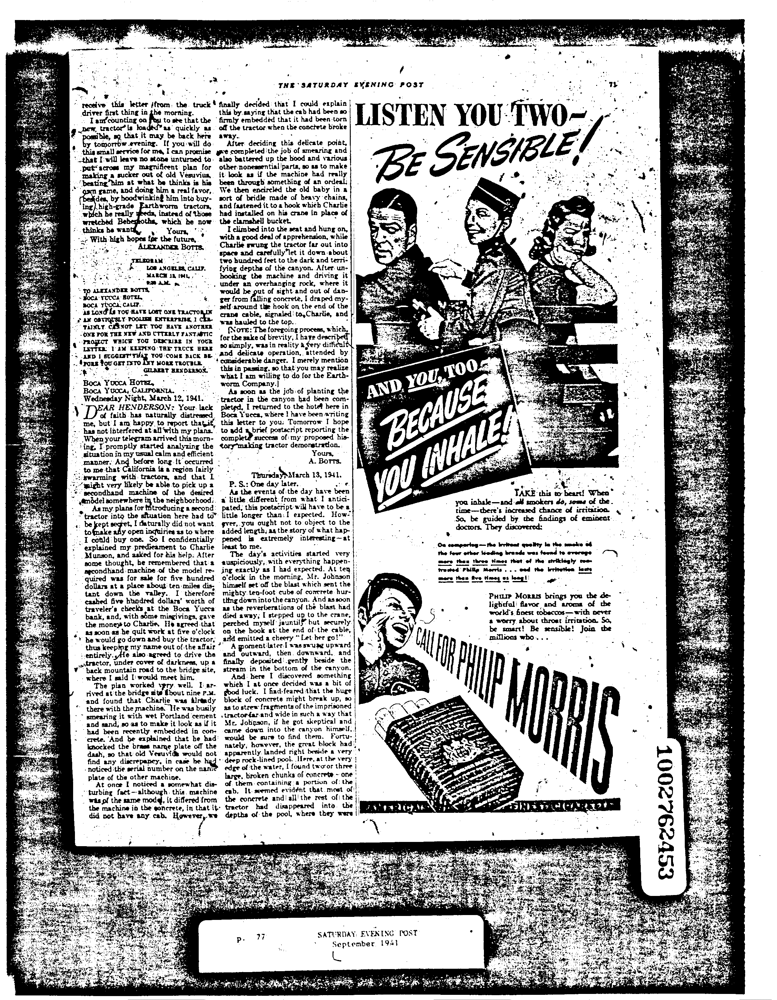 THE SATURDAY EVENING POST
receive this letter from the truck
driver first thing in the morning.
I am counting on you to see that the
new tractor is loaded as quickly as
possible, so that it may be back here
by tomorrow evening. If you will do
this small service for me, I can promise
that I will leave no stone unturned to
put across my magnificent plan for
making a sucker out of old Vesuvius,
beating him at what he thinks is his
own game, and doing him a real favor,
besides, by hoodwinking him into buy-
ing high-grade Earthworm tractors,
which he really needs, instead of those
wretched Behemoths, which he now
thinks he wants.
Yours,
With high hopes for the future,
ALEXANDER BOTTS.
TELEGRAM
LOS ANGELES, CALIF.
MARCH 12, 1941.
A.M.
TO ALEXANDER BOTTS,
BOCA YUCCA HOTEL,
BOCA YUCCA, CALIF.
AS LONG AS YOU HAVE LOST ONE TRACTOR IN
AN OBVIOUSLY FOOLISH ENTERPRISE I CER-
TAINLY CANNOT LET YOU HAVE ANOTHER
ONE FOR THE NEW AND UTTERLY FANTASTIC
PROJECT WHICH YOU DESCRIBE IN YOUR
LETTER. I AM KEEPING THE TRUCK HERE
AND I SUGGEST THAT YOU COME BACK BE-
FORE YOU GET INTO ANY MORE TROUBLE.
GILBERT HENDERSON.
BOCA YUCCA HOTEL,
BOCA YUCCA, CALIFORNIA.
Wednesday Night, March 12, 1941.
DEAR HENDERSON: Your lack
of faith has naturally distressed
me, but I am happy to report that it
has not interfered at all with my plans.
When your telegram arrived this morn-
ing, I promptly started analyzing the
situation in my usual calm and efficient
manner. And before long it occurred
to me that California is a region fairly
swarming with tractors, and that I
might very likely be able to pick up a
secondhand machine of the desired
model somewhere in the neighborhood.
As my plans for introducing a second
tractor into the situation here had to
be kept secret, I naturally did not want
to make any open inquiries as to where
I could buy one. So I confidentially
explained my predicament to Charlie
Munson, and asked for his help. After
some thought, he remembered that a
secondhand machine of the model re-
quired was for sale for five hundred
dollars at a place about ten miles dis-
tant down the valley. I therefore
cashed five hundred dollars' worth of
traveler's checks at the Boca Yucca
bank, and, with some misgivings, gave
the money to Charlie. He agreed that
as soon as he quit work at five o'clock
he would go down and buy the tractor,
thus keeping my name out of the affair
entirely. He also agreed to drive the
tractor, under cover of darkness, up a
back mountain road to the bridge site,
where I said I would meet him.
The plan worked very well. I ar-
rived at the bridge site about nine P.M.
and found that Charlie was already
there with the machine. He was busily
smearing it with wet Portland cement
and sand, so as to make it look as if it
had been recently embedded in con-
crete. And he explained that he had
knocked the brass name plate off the
dash, so that old Vesuvius would not
find any discrepancy, in case he had
noticed the serial number on the name
plate of the other machine.
At once I noticed a somewhat dis-
turbing fact—although this machine
was of the same model, it differed from
the machine in the concrete, in that it
did not have any cab. However, we
finally decided that I could explain
this by saying that the cab had been so
firmly embedded that it had been torn
off the tractor when the concrete broke
away.
After deciding this delicate point,
we completed the job of smearing and
also battered up the hood and various
other nonessential parts, so as to make
it look as if the machine had really
been through something of an ordeal.
We then encircled the old baby in a
sort of bridle made of heavy chains,
and fastened it to a hook which Charlie
had installed on his crane in place of
the clamshell bucket.
I climbed into the seat and hung on,
with a good deal of apprehension, while
Charlie swung the tractor far out into
space and carefully let it down about
two hundred feet to the dark and terri-
fying depths of the canyon. After un-
hooking the machine and driving it
under an overhanging rock, where it
would be out of sight and out of dan-
ger from falling concrete, I draped my-
self around the hook on the end of the
crane cable, signaled to Charlie, and
was hauled to the top.
[NOTE: The foregoing process, which,
for the sake of brevity, I have described
so simply, was in reality a very difficult
and delicate operation, attended by
considerable danger. I merely mention
this in passing, so that you may realize
what I am willing to do for the Earth-
worm Company.]
As soon as the job of planting the
tractor in the canyon had been com-
pleted, I returned to the hotel here in
Boca Yucca, where I have been writing
this letter to you. Tomorrow I hope
to add a brief postscript reporting the
complete success of my proposed his-
tory-making tractor demonstration.
Yours,
A. BOTTS.
Thursday, March 13, 1941.
P. S.: One day later.
As the events of the day have been
a little different from what I antici-
pated, this postscript will have to be a
little longer than I expected. How-
ever, you ought not to object to the
added length, as the story of what hap-
pened is extremely interesting—at
least to me.
The day's activities started very
auspiciously, with everything happen-
ing exactly as I had expected. At ten
o'clock in the morning, Mr. Johnson
himself set off the blast which sent the
mighty ten-foot cube of concrete hur-
tling down into the canyon. And as soon
as the reverberations of the blast had
died away, I stepped up to the crane,
perched myself jauntily but securely
on the hook at the end of the cable,
and emitted a cheery "Let her go!"
A moment later I was swung upward
and outward, then downward, and
finally deposited gently beside the
stream in the bottom of the canyon.
And here I discovered something
which I at once decided was a bit of
good luck. I had feared that the huge
block of concrete might break up, so
as to strew fragments of the imprisoned
tractor far and wide in such a way that
Mr. Johnson, if he got skeptical and
came down into the canyon himself,
would be sure to find them. Fortu-
nately, however, the great block had
apparently landed right beside a very
deep rock-lined pool. Here, at the very
edge of the water, I found two or three
large, broken chunks of concrete - one
of them containing a portion of the
cab. It seemed evident that most of
the concrete and all the rest of the
tractor had disappeared into the
depths of the pool, where they were
LISTEN YOU TWO—
BE SENSIBLE!
AND, YOU, TOO—
BECAUSE
YOU INHALE!
TAKE this to heart! When
you inhale—and all smokers do, some of the
time—there's increased chance of irritation.
So, be guided by the findings of eminent
doctors. They discovered:
On comparing—the irritant quality in the smoke of
the four other leading brands was found to average
more than three times that of the strikingly con-
trasted Philip Morris . . . and the irritation lasts
more than five times as long!
PHILIP MORRIS brings you the de-
lightful flavor and aroma of the
world's finest tobaccos—with never
a worry about throat irritation. So,
be smart! Be sensible! Join the
millions who . . .
CALL FOR PHILIP MORRIS
AMERICA'S FINEST CIGARETTE
1002762453
P. 77
SATURDAY EVENING POST
September 1941